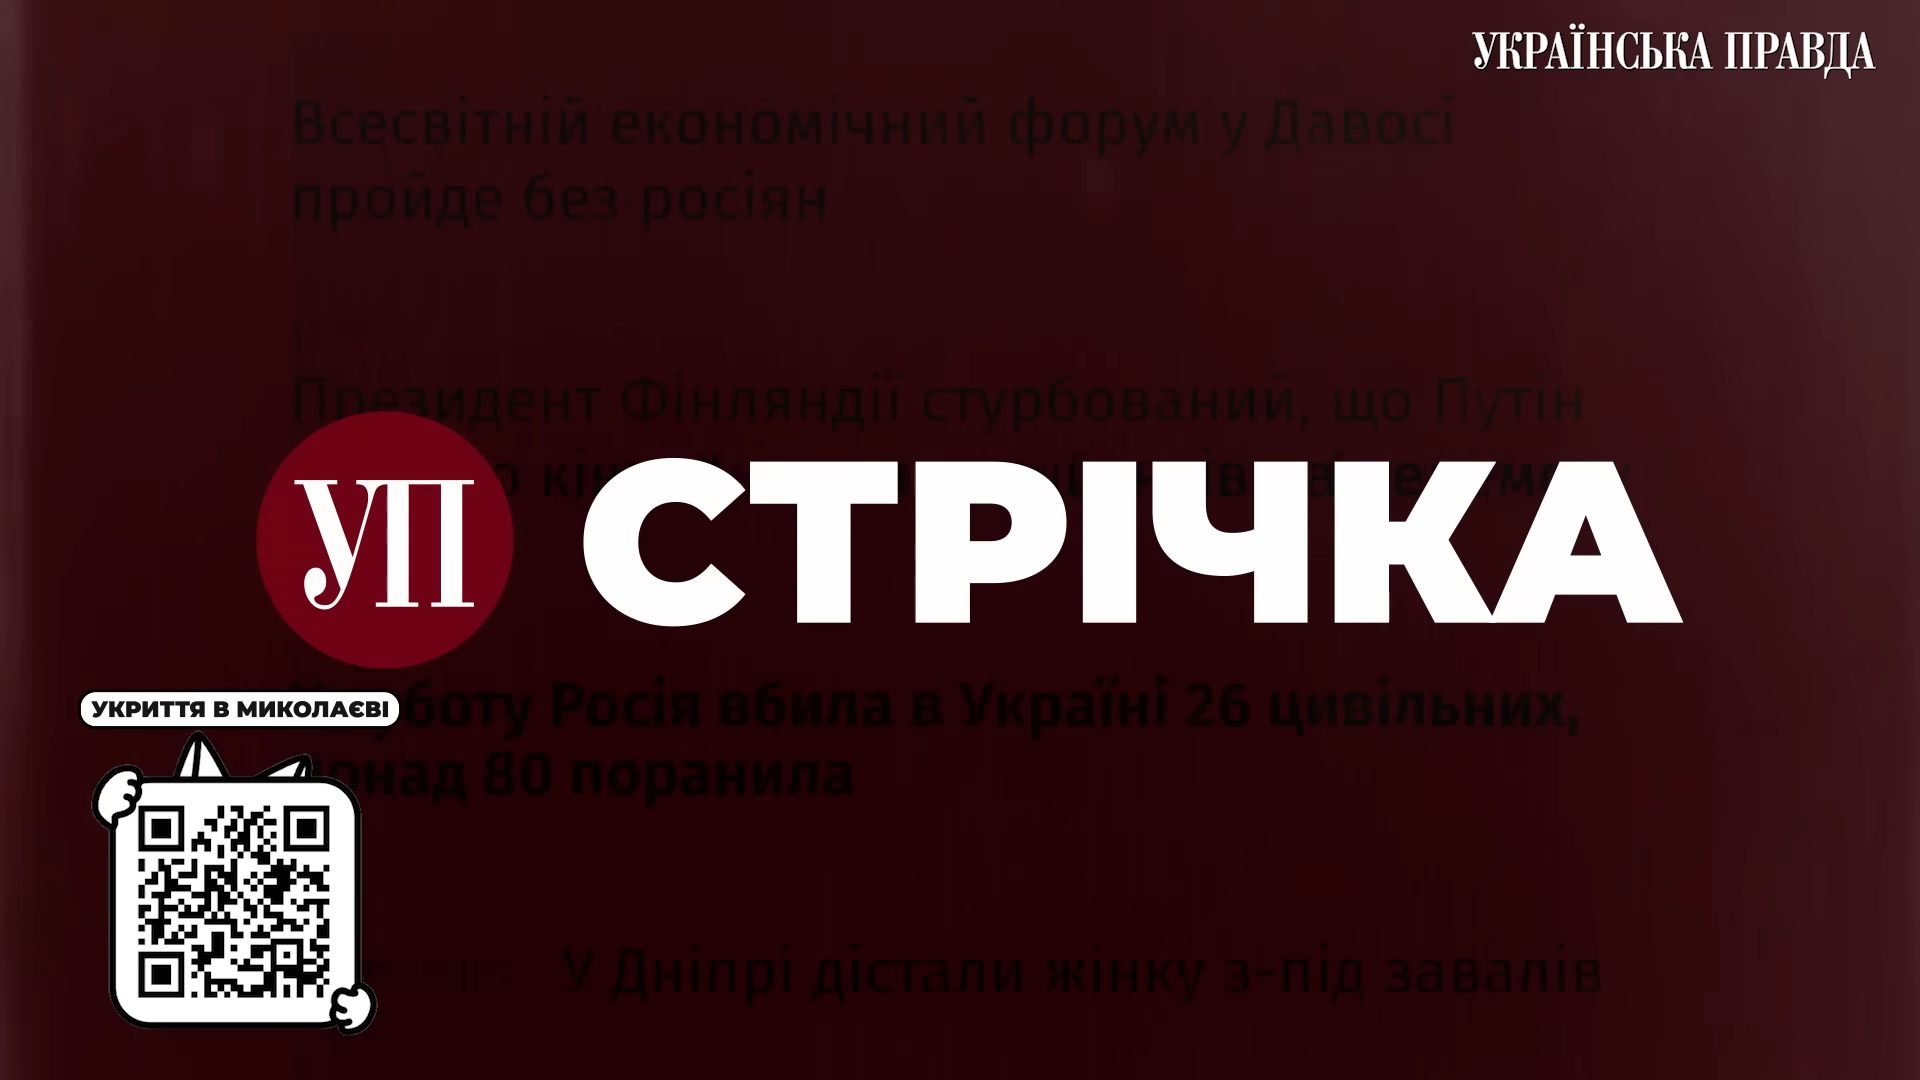 УКРАЇНСЬКА ПРАВДА
Всесвітній економічний форум у Давосі
пройде без росіян
Президент Фінляндії стурбований, що Путін
УП СТРІЧКА
Росія вбила в Україні 26 цивільних,
понад 80 поранила
УКРИТТЯ В МИКОЛАЄВІ
У Дніпрі дістали жінку з-під завалів